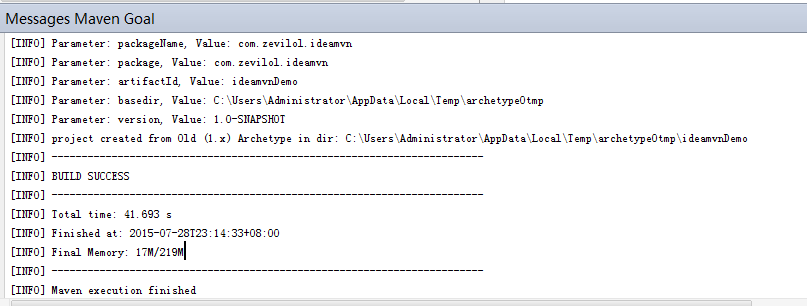 Messages Maven Goal
[INFO] Parameter: packageName, Value: com.zevilol.ideamvn
[INFO] Parameter: package, Value: com.zevilol.ideamvn
[INFO] Parameter: artifactId, Value: ideamvnDemo
[INFO] Parameter: basedir, Value: C:\Users\Administrator\AppData\Local\Temp\archetype0tmp
[INFO] Parameter: version, Value: 1.0-SNAPSHOT
[INFO] project created from Old (1.x) Archetype in dir: C:\Users\Administrator\AppData\Local\Temp\archetype0tmp\ideamvnDemo
[INFO] ------------------------------------------------------------------------
[INFO] BUILD SUCCESS
[INFO] ------------------------------------------------------------------------
[INFO] Total time: 41.693 s
[INFO] Finished at: 2015-07-28T23:14:33+08:00
[INFO] Final Memory: 17M/219M
[INFO] ------------------------------------------------------------------------
[INFO] Maven execution finished